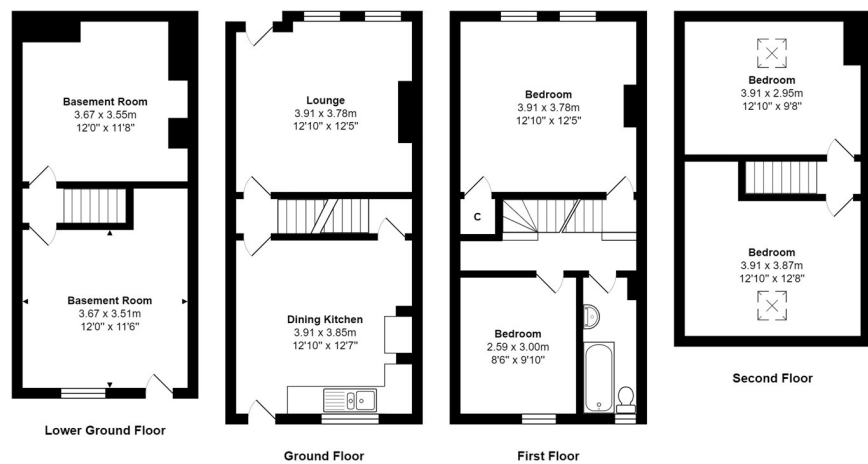 Basement Room
3.67 x 3.55m
12'0" x 11'8"
Basement Room
3.67 x 3.51m
12'0" x 11'6"
Lower Ground Floor
Lounge
3.91 x 3.78m
12'10" x 12'5"
Dining Kitchen
3.91 x 3.85m
12'10" x 12'7"
Ground Floor
Bedroom
3.91 x 3.78m
12'10" x 12'5"
C
Bedroom
2.59 x 3.00m
8'6" x 9'10"
First Floor
Bedroom
3.91 x 2.95m
12'10" x 9'8"
Bedroom
3.91 x 3.87m
12'10" x 12'8"
Second Floor